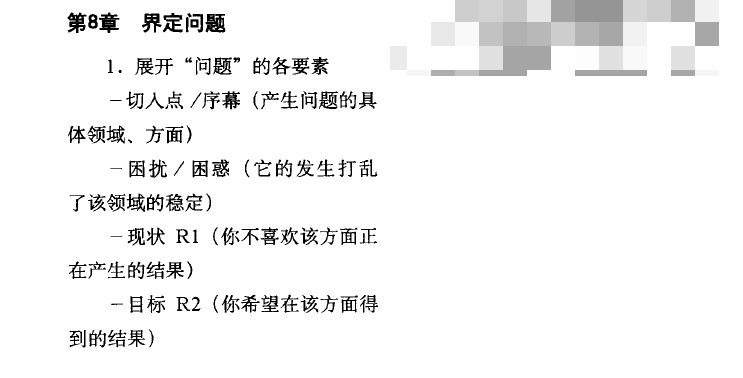 第8章 界定问题
1. 展开“问题”的各要素
－切入点／序幕（产生问题的具
体领域、方面）
－困扰／困惑（它的发生打乱
了该领域的稳定）
－现状 R1（你不喜欢该方面正
在产生的结果）
－目标 R2（你希望在该方面得
到的结果）